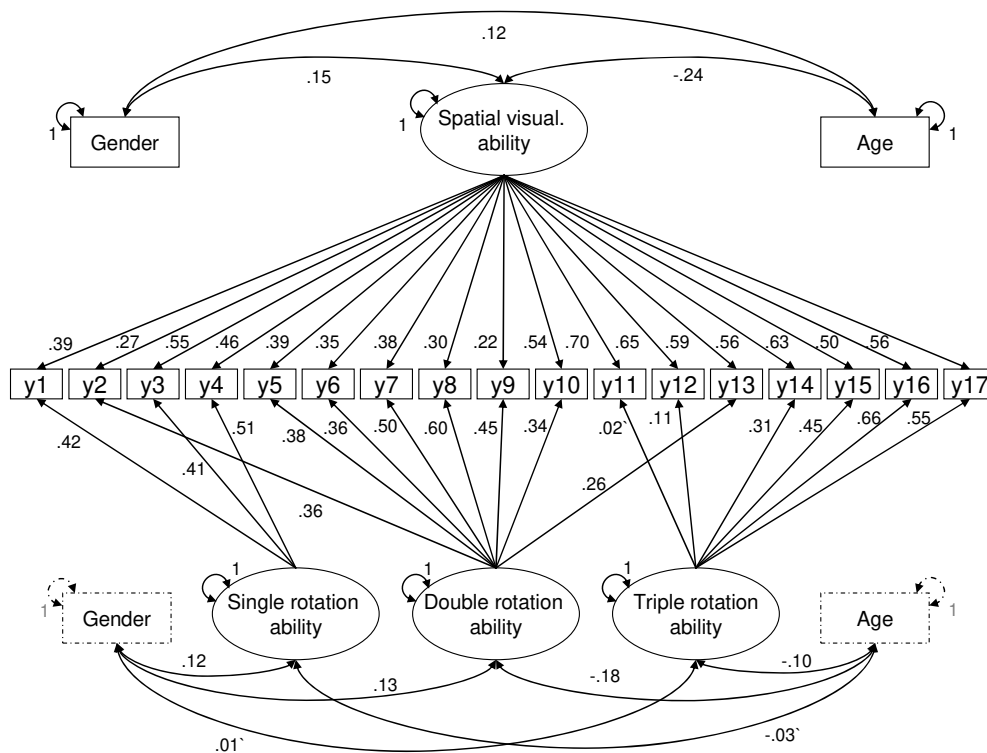 .12
.15
-.24
1
Gender
1
Spatial visual.
ability
Age
1
.39 .27 .55 .46 .39 .35 .38 .30 .22 .54 .70 .65 .59 .56 .63 .50 .56
y1 y2 y3 y4 y5 y6 y7 y8 y9 y10 y11 y12 y13 y14 y15 y16 y17
.42 .41 .51 .38 .36 .50 .60 .45 .34 .02` .11 .31 .45 .66 .55
.36
.26
1
Gender
1
Single rotation
ability
1
Double rotation
ability
1
Triple rotation
ability
Age
1
.12
.13
-.18
-.10
.01`
-.03`